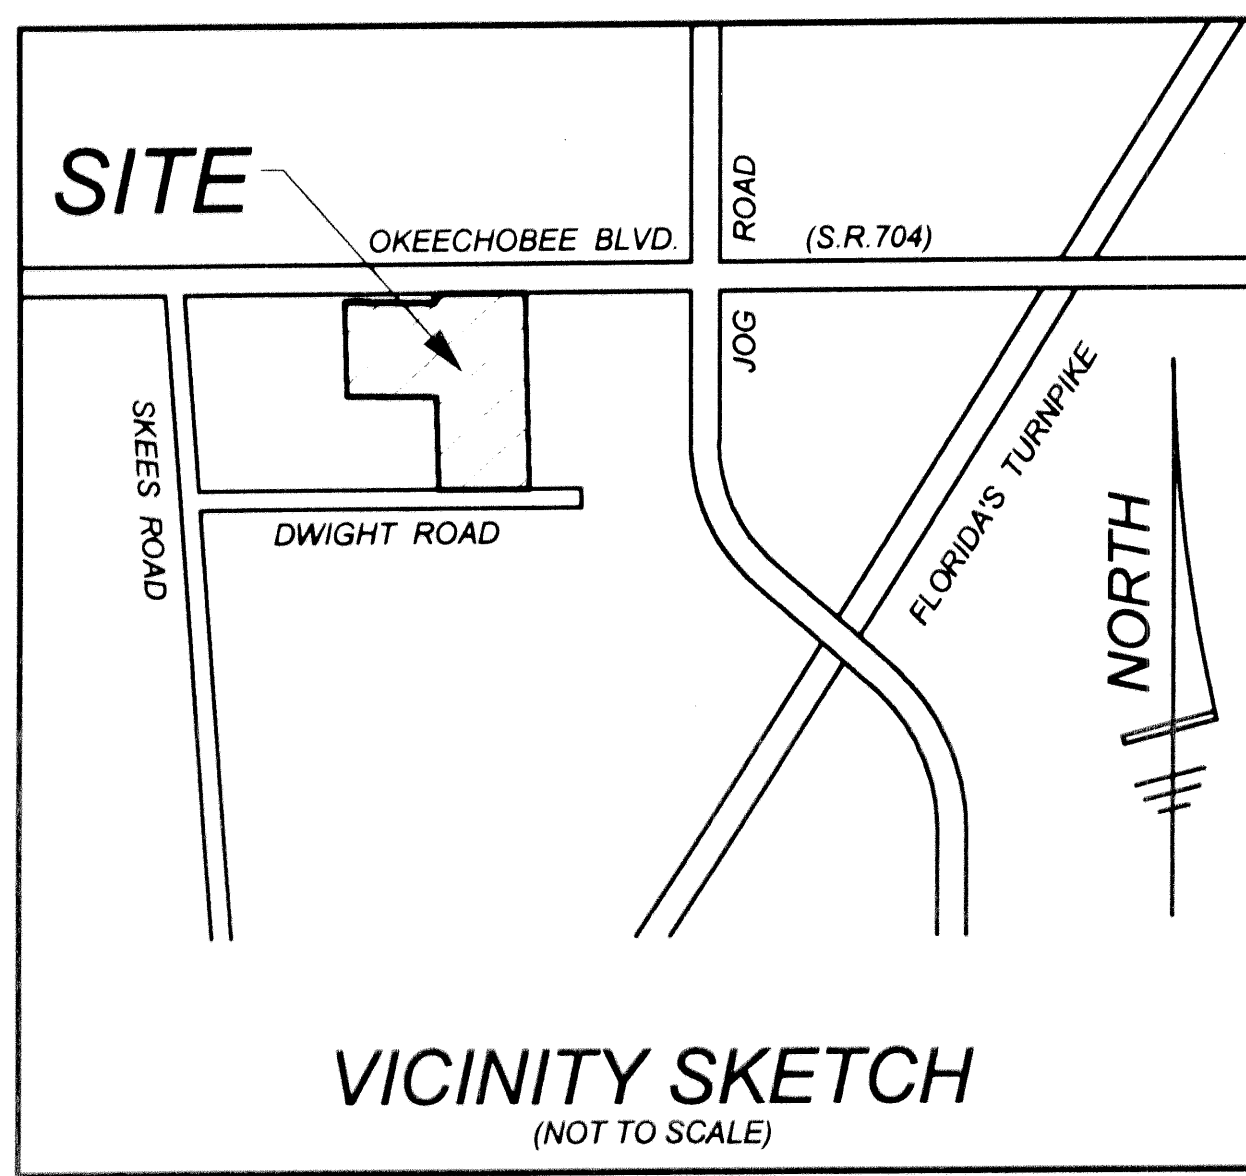 SITE
OKEECHOBEE BLVD.
(S.R.704)
JOG ROAD
SKEES ROAD
DWIGHT ROAD
FLORIDA'S TURNPIKE
NORTH
VICINITY SKETCH
(NOT TO SCALE)